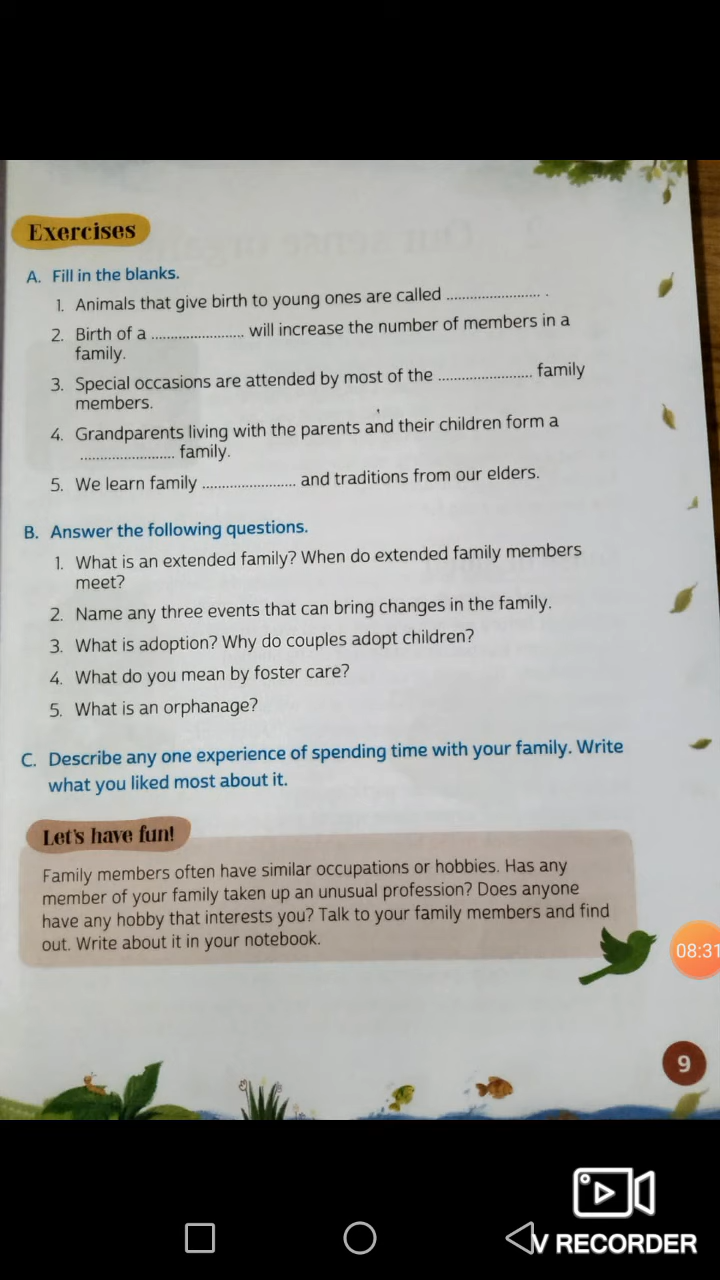 Exercises
A. Fill in the blanks.
1. Animals that give birth to young ones are called ........................ .
2. Birth of a ........................ will increase the number of members in a
family.
3. Special occasions are attended by most of the ........................ family
members.
4. Grandparents living with the parents and their children form a
........................ family.
5. We learn family ........................ and traditions from our elders.
B. Answer the following questions.
1. What is an extended family? When do extended family members
meet?
2. Name any three events that can bring changes in the family.
3. What is adoption? Why do couples adopt children?
4. What do you mean by foster care?
5. What is an orphanage?
C. Describe any one experience of spending time with your family. Write
what you liked most about it.
Let's have fun!
Family members often have similar occupations or hobbies. Has any
member of your family taken up an unusual profession? Does anyone
have any hobby that interests you? Talk to your family members and find
out. Write about it in your notebook.
08:31
9
V RECORDER